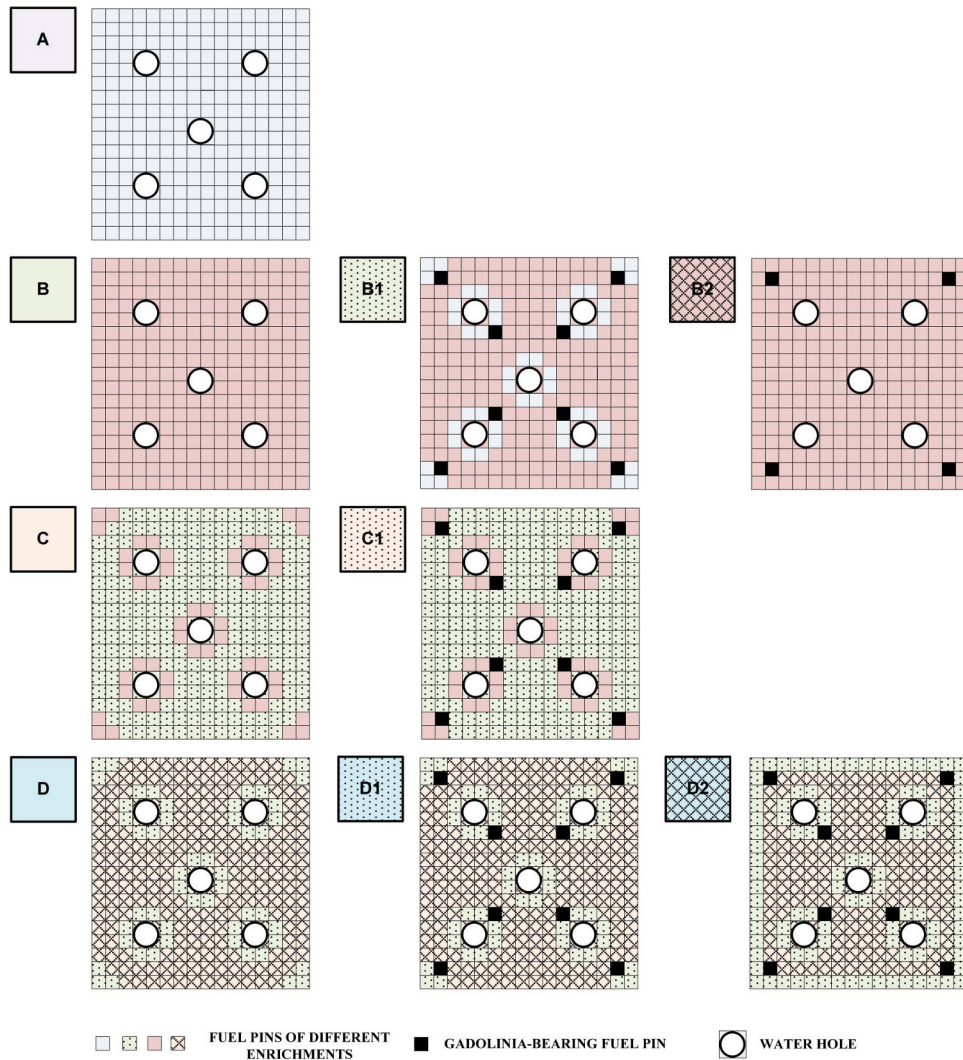 A
B
B1
B2
C
C1
D
D1
D2
FUEL PINS OF DIFFERENT
ENRICHMENTS
GADOLINIA-BEARING FUEL PIN
WATER HOLE